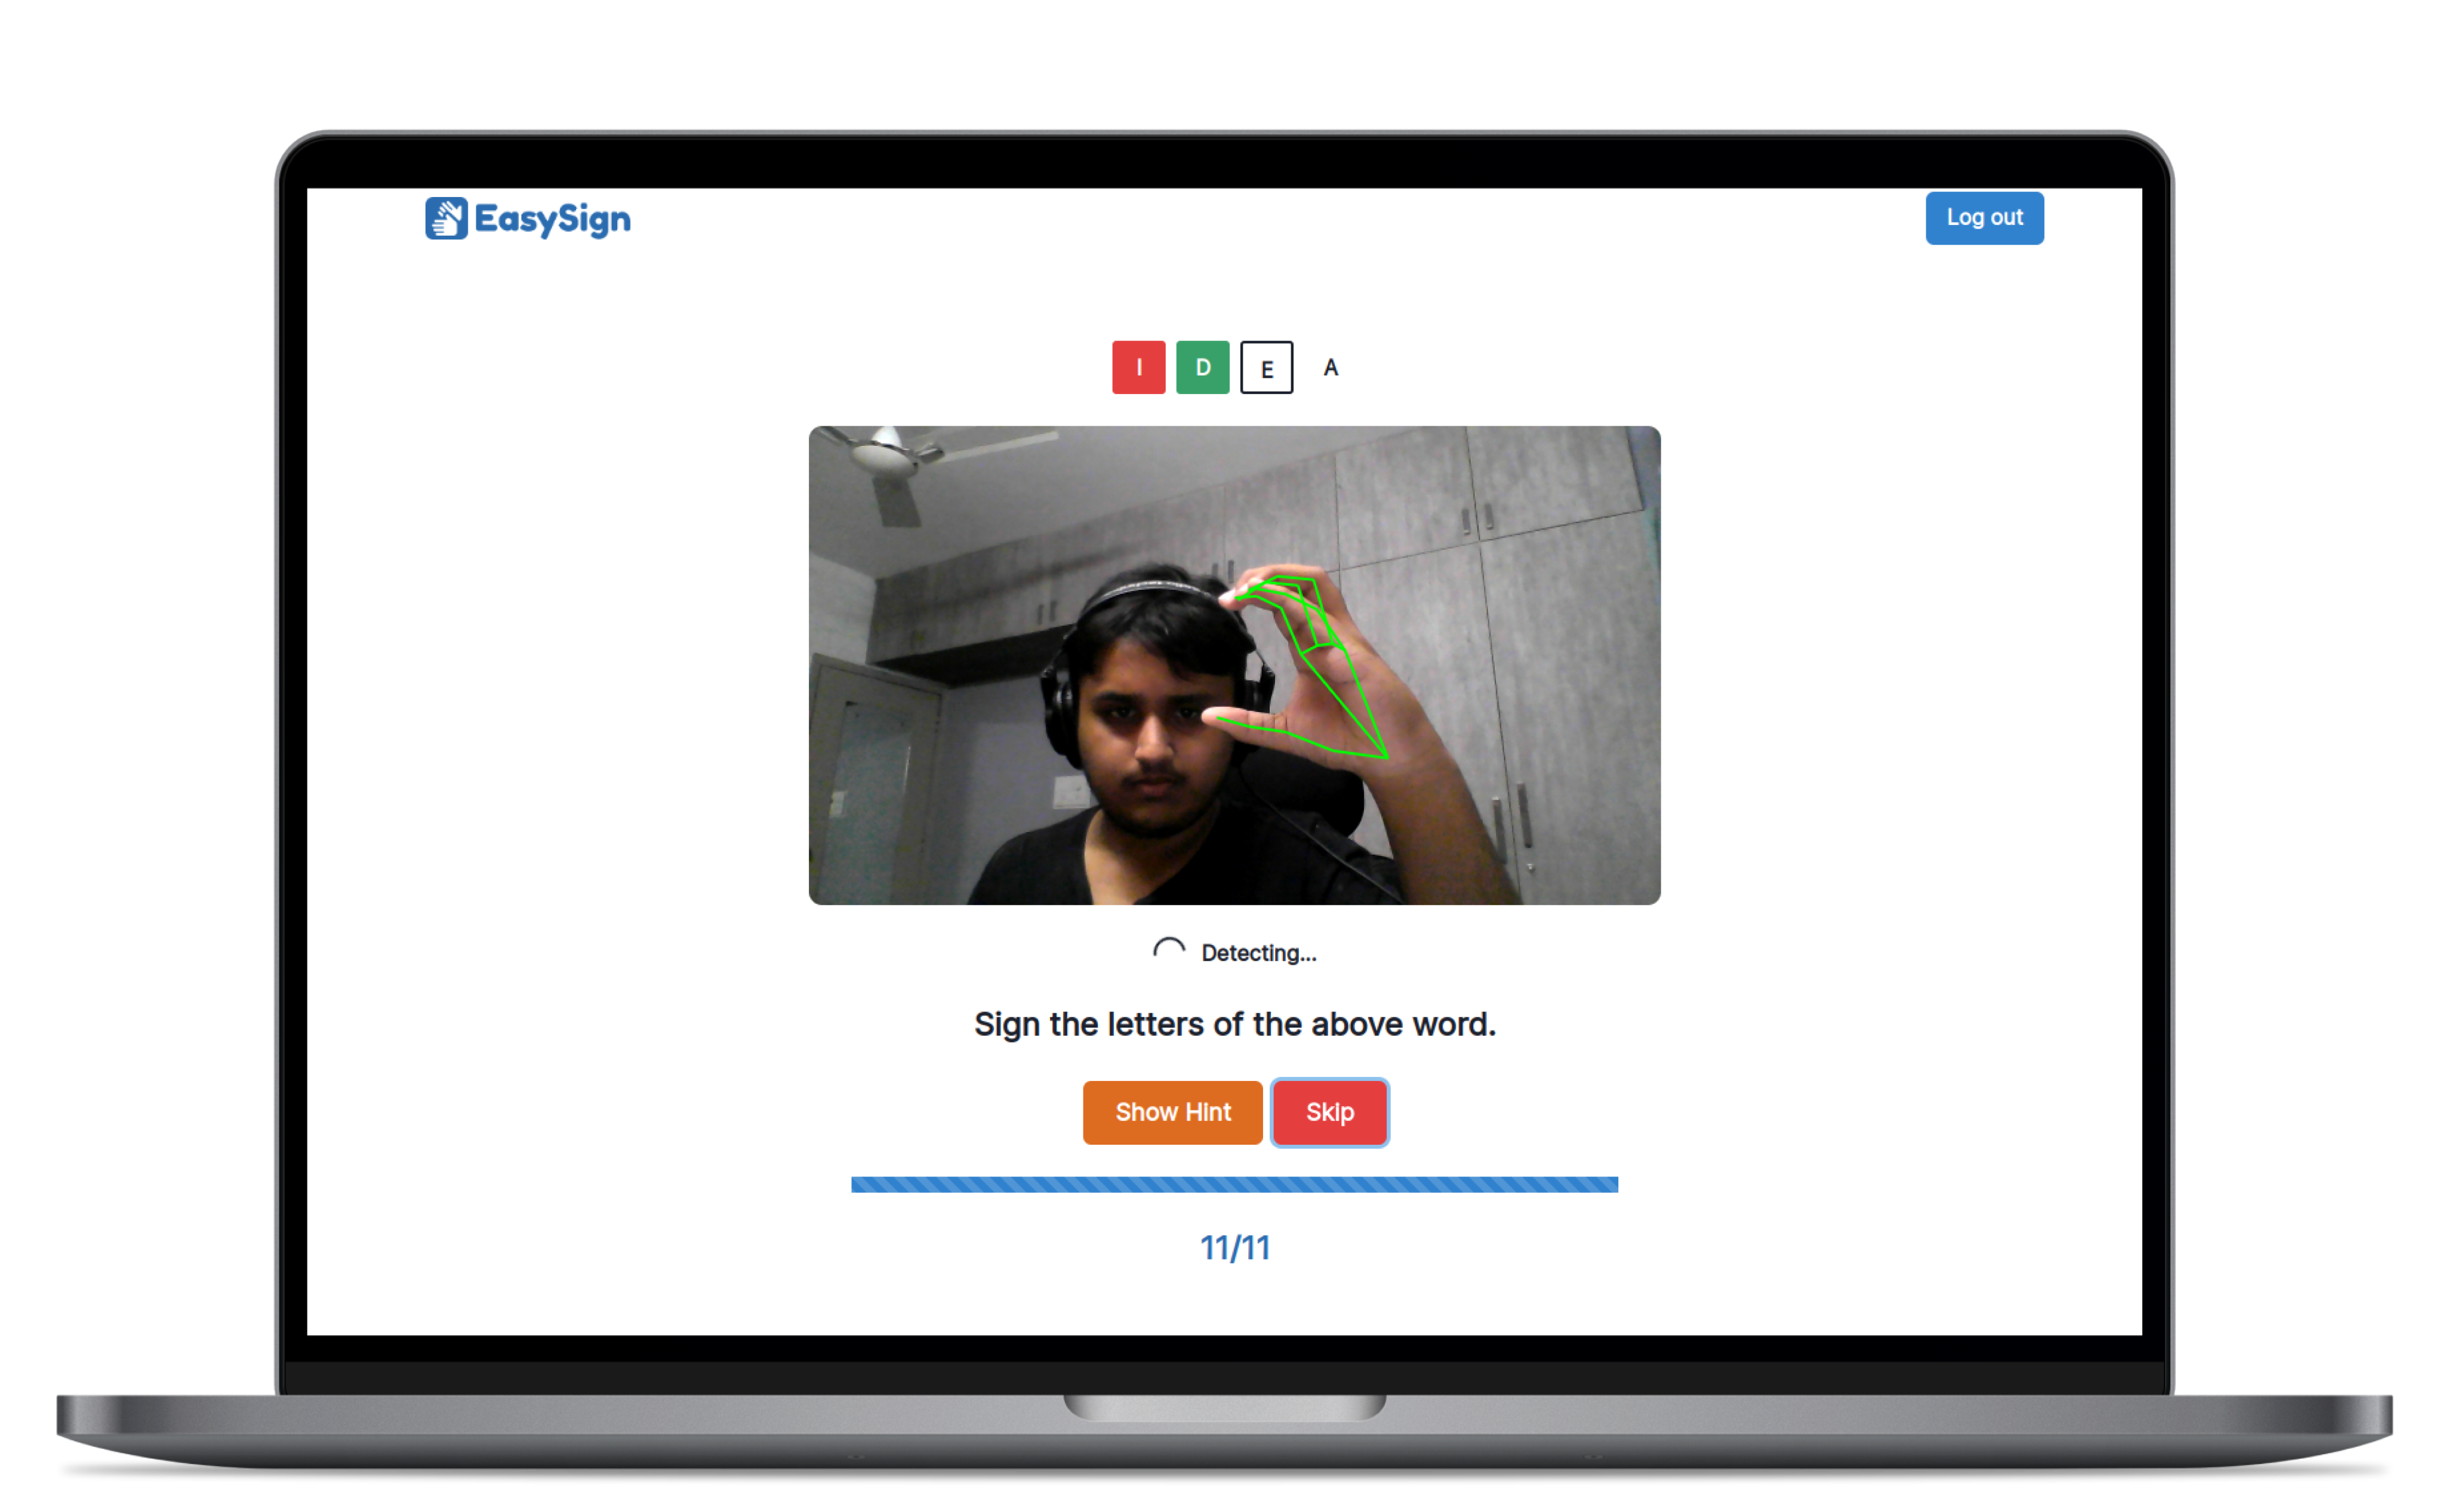 EasySign
Log out
I D E A
Detecting...
Sign the letters of the above word.
Show Hint
Skip
11/11